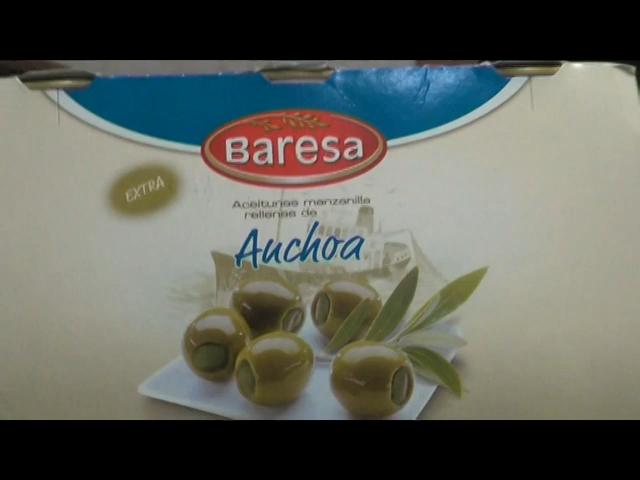 Baresa
EXTRA
Aceitunas manzanilla
rellenas de
Anchoa